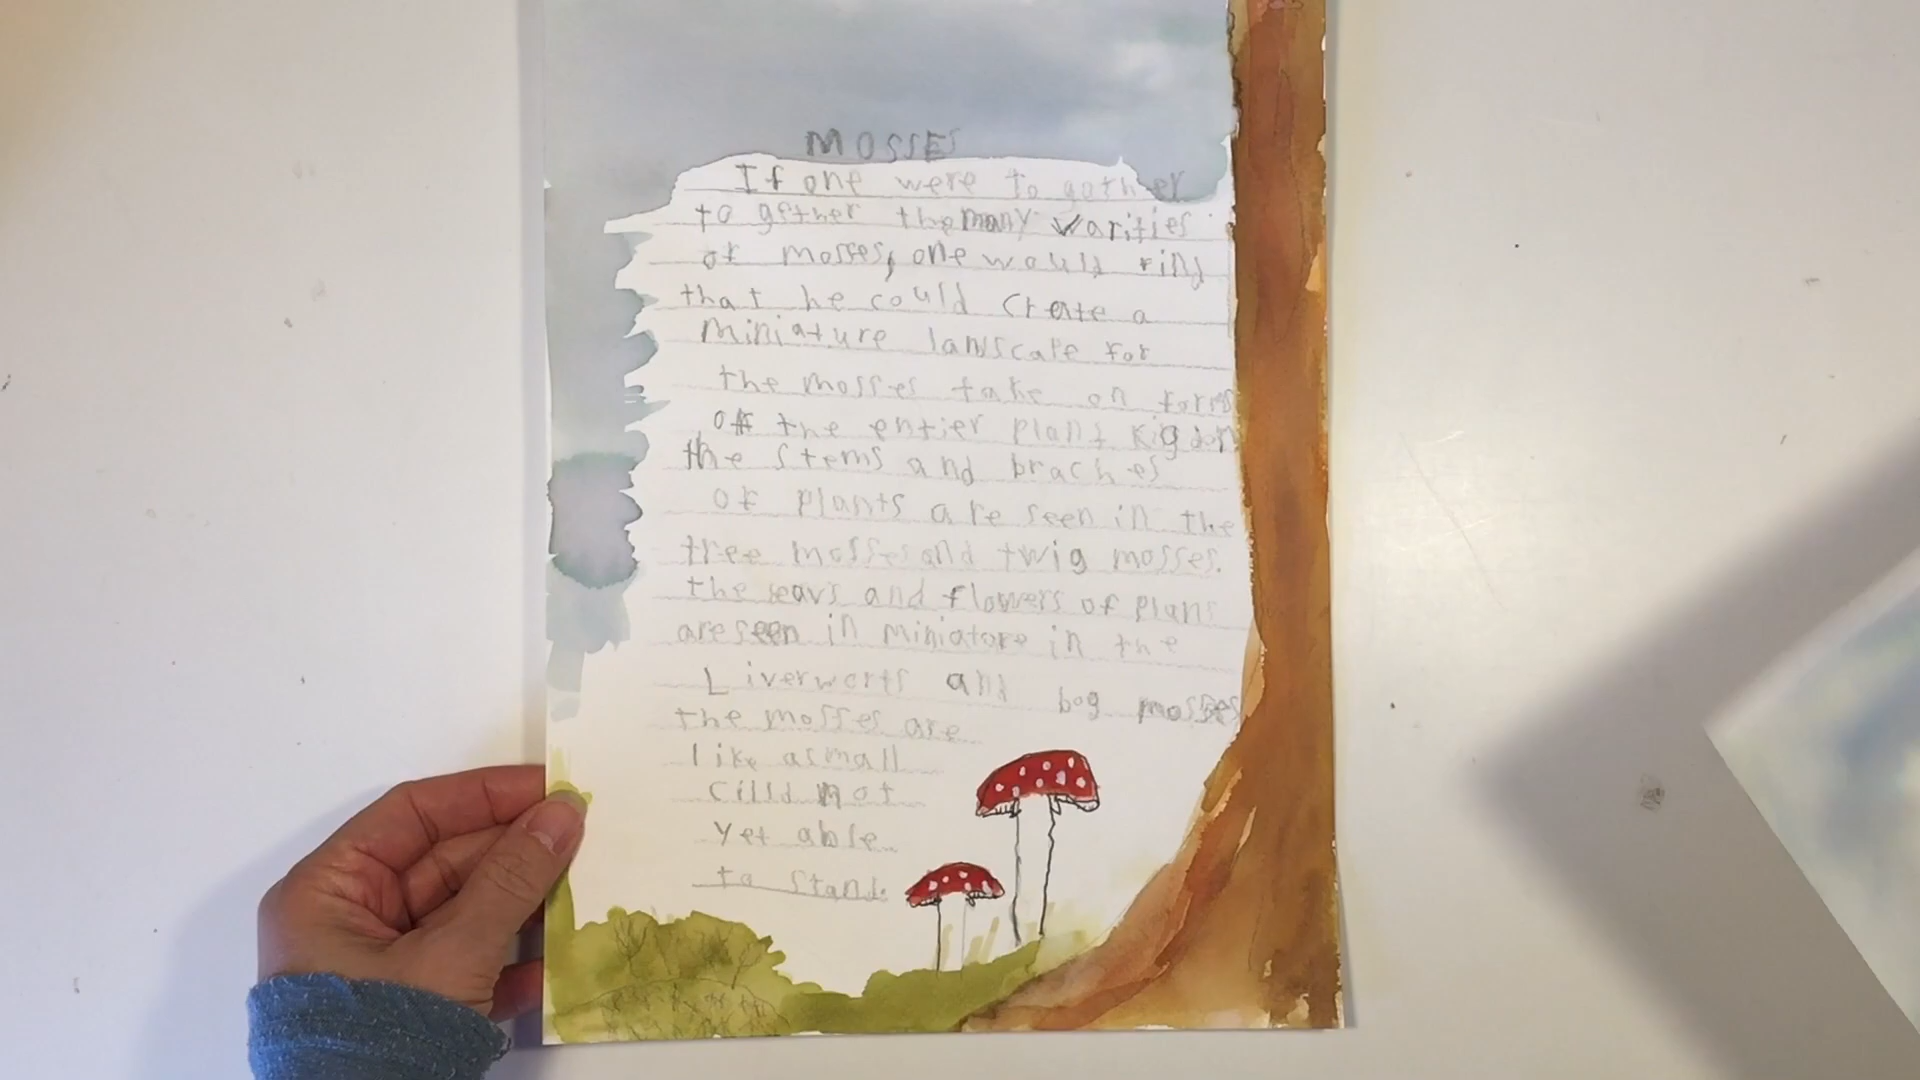 MOSSES
If one were to gather
to gether the many varities
of mosses, one would find
that he could create a
miniature lanscape for
the mosses take on forms
of the entier plant kigdom
the stems and braches
of plants are seen in the
tree mosses and twig mosses.
the leavs and flowers of plans
are seen in miniatore in the
Liverworts and bog mosses
the mosses are
like a small
cilld not
yet able
to stand.